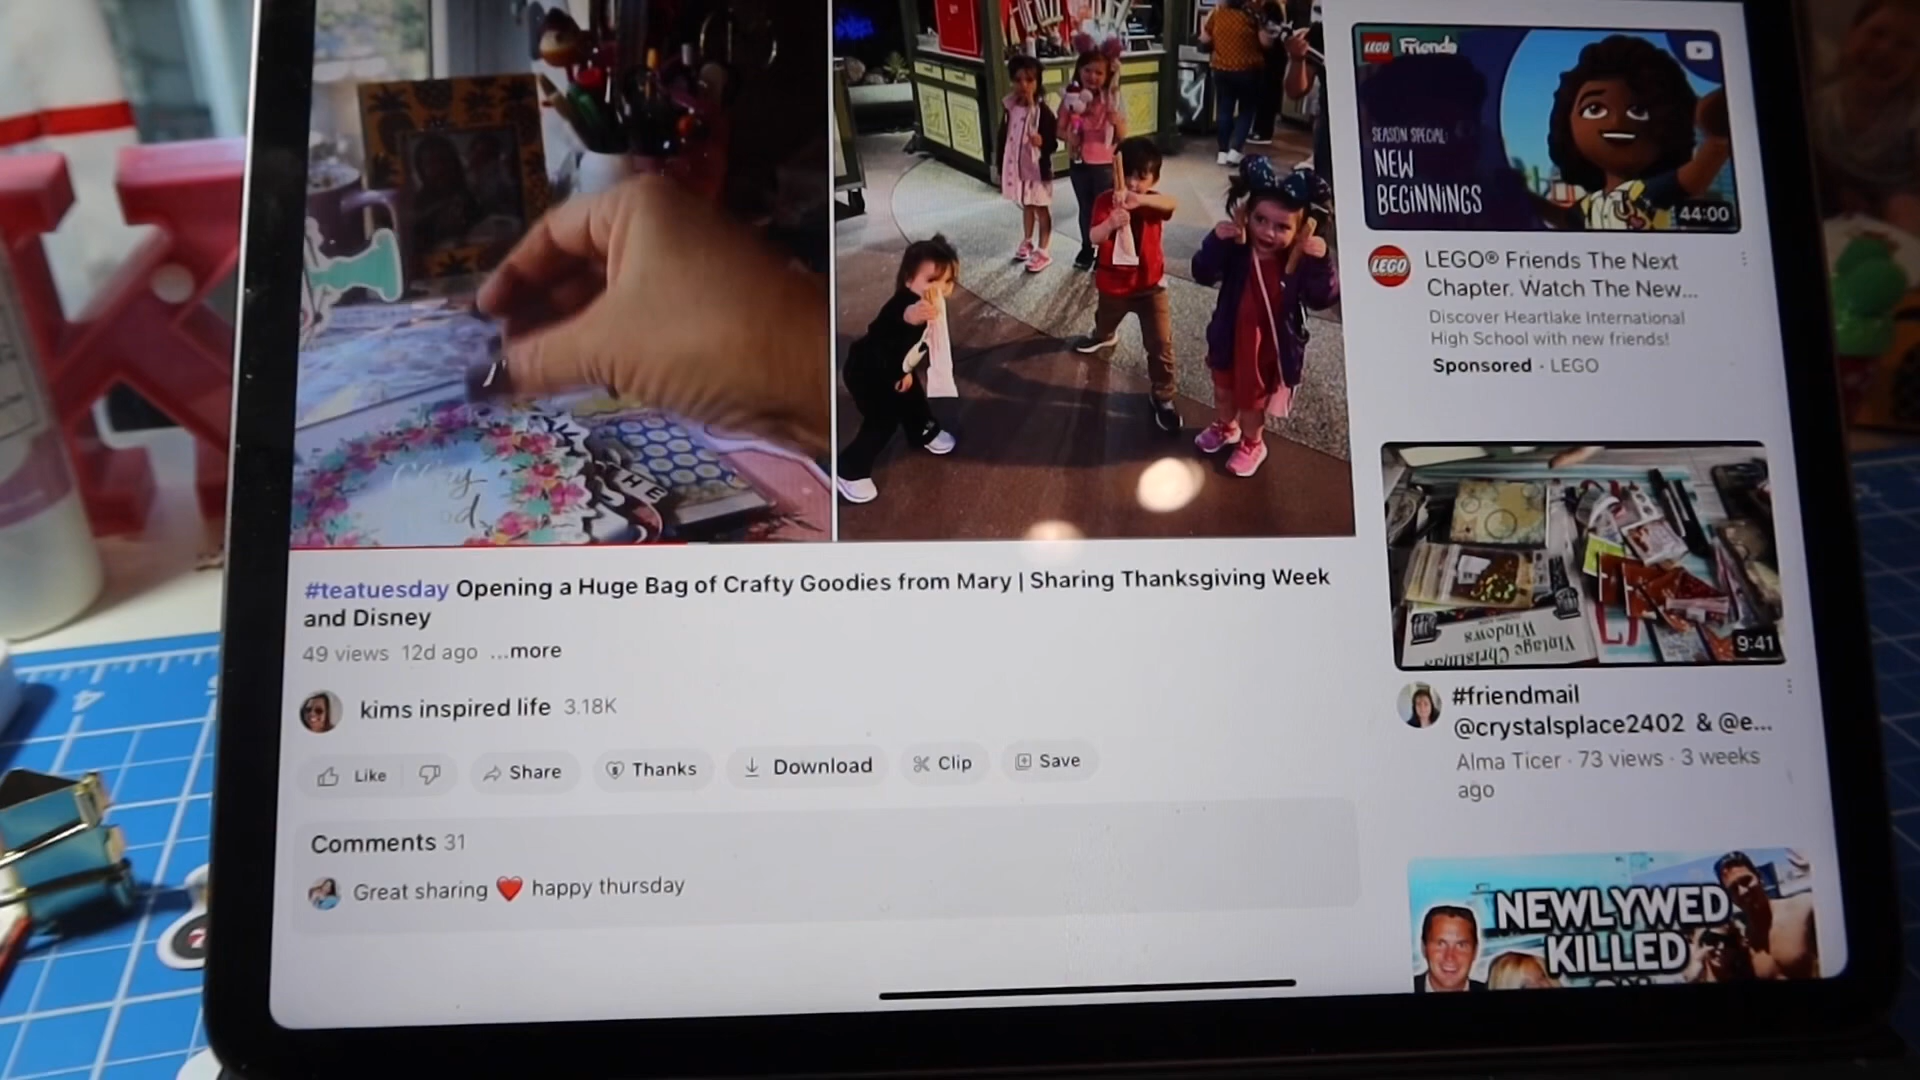 LEGO Friends
SEASON SPECIAL:
NEW
BEGINNINGS
44:00
LEGO
LEGO® Friends The Next
Chapter. Watch The New...
Discover Heartlake International
High School with new friends!
Sponsored · LEGO
THE
#teatuesday Opening a Huge Bag of Crafty Goodies from Mary | Sharing Thanksgiving Week
and Disney
49 views 12d ago ...more
kims inspired life 3.18K
Like
Share
Thanks
Download
Clip
Save
Comments 31
Great sharing ❤️ happy thursday
Vintage Christmas
Windows
9:41
#friendmail
@crystalsplace2402 & @e...
Alma Ticer · 73 views · 3 weeks
ago
NEWLYWED
KILLED
4